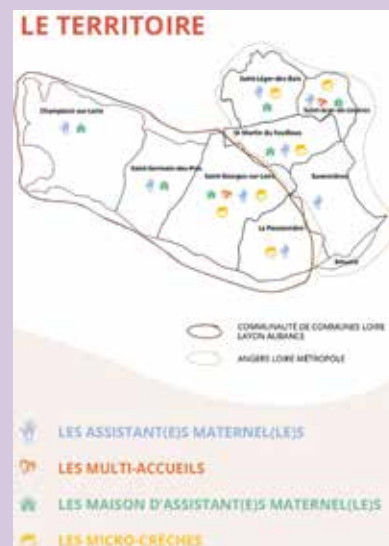 LE TERRITOIRE
Saint-Léger-des-Bois
Champtocé-sur-Loire
St Martin du Fouilloux
Saint-Germain-des-Prés
Saint-Georges-sur-Loire
Savennières
La Possonnière
Béhuard
COMMUNAUTÉ DE COMMUNES LOIRE
LAYON AUBANCE
ANGERS LOIRE MÉTROPOLE
LES ASSISTANT(E)S MATERNEL(LE)S
LES MULTI-ACCUEILS
LES MAISON D'ASSISTANT(E)S MATERNEL(LE)S
LES MICRO-CRÈCHES